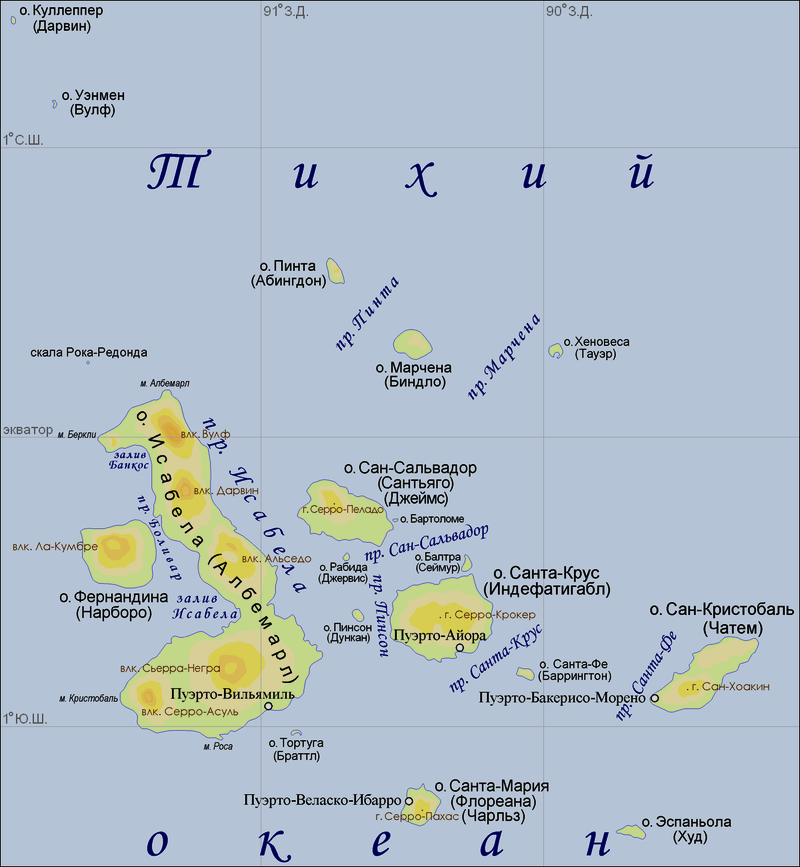 о. Куллеппер
(Дарвин)
91° З.Д.
90° З.Д.
о. Уэнмен
(Вулф)
1° С.Ш.
Тихий
о. Пинта
(Абингдон)
пр. Пинта
о. Марчена
(Биндло)
пр. Марчена
о. Хеновеса
(Тауэр)
скала Рока-Редонда
м. Албемарл
экватор
м. Беркли
влк. Вулф
залив
Банкос
о. Исабела (Албемарл)
пр. Исабела
влк. Дарвин
пр. Боливар
влк. Ла-Кумбре
влк. Альседо
о. Фернандина
(Нарборо)
залив
Исабела
о. Сан-Сальвадор
(Сантьяго)
(Джеймс)
г. Серро-Пеладо
о. Бартоломе
пр. Сан-Сальвадор
о. Рабида
(Джервис)
о. Балтра
(Сеймур)
пр. Пинсон
о. Пинсон
(Дункан)
о. Санта-Крус
(Индефатигабл)
г. Серро-Крокер
Пуэрто-Айора
пр. Санта-Крус
о. Санта-Фе
(Баррингтон)
о. Сан-Кристобаль
(Чатем)
пр. Санта-Фе
г. Сан-Хоакин
Пуэрто-Бакерисо-Морено
влк. Сьерра-Негра
Пуэрто-Вильямиль
м. Кристобаль
влк. Серро-Асуль
1° Ю.Ш.
м. Роса
о. Тортуга
(Браттл)
о. Санта-Мария
(Флореана)
(Чарльз)
Пуэрто-Веласко-Ибарро
г. Серро-Пахас
о. Эспаньола
(Худ)
океан